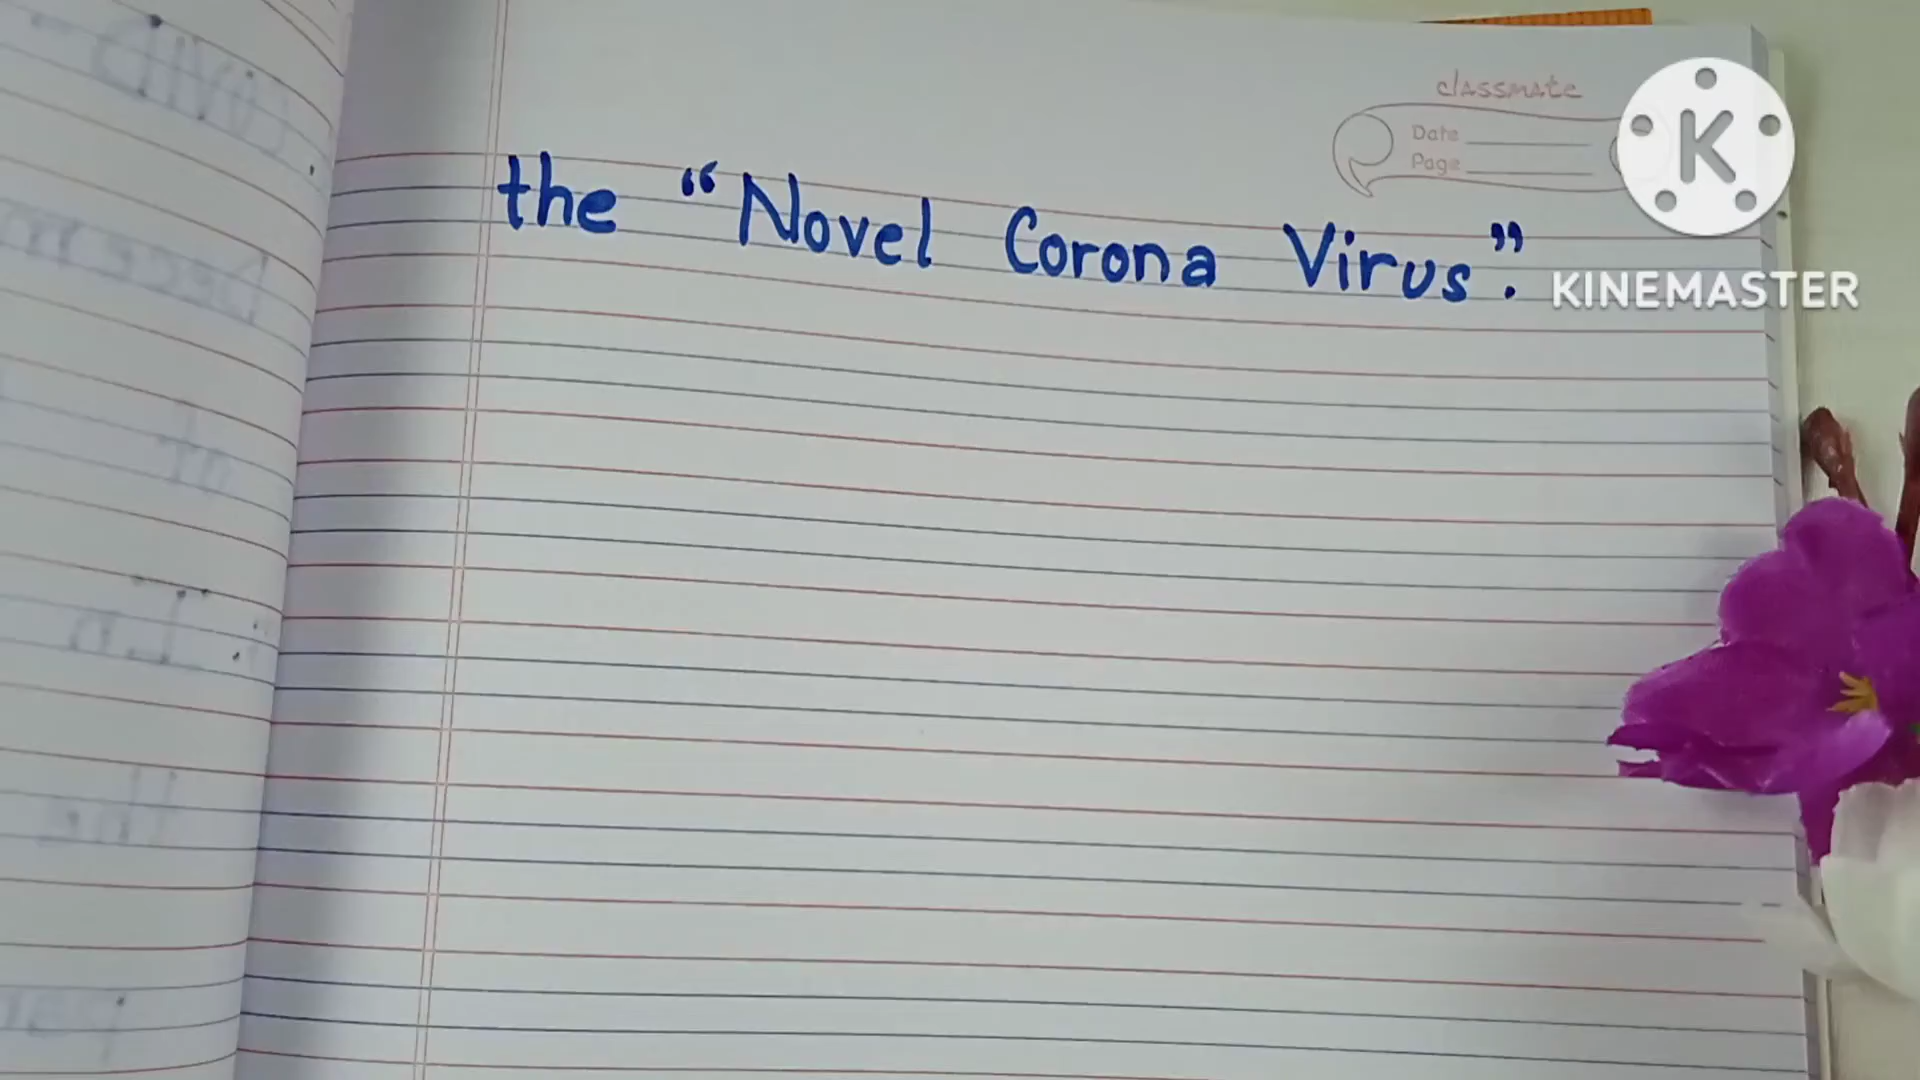 classmate
Date
Page
the “Novel Corona Virus”.
K
KINEMASTER